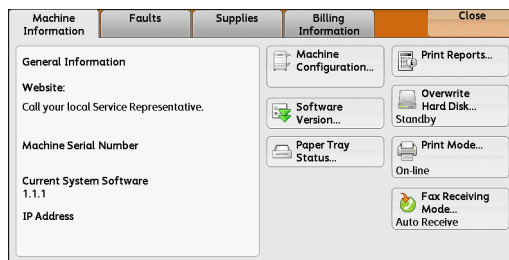 Machine
Information
Faults
Supplies
Billing
Information
Close
General Information
Website:
Call your local Service Representative.
Machine Serial Number
Current System Software
1.1.1
IP Address
Machine
Configuration...
Software
Version...
Paper Tray
Status...
Print Reports...
Overwrite
Hard Disk...
Standby
Print Mode...
On-line
Fax Receiving
Mode...
Auto Receive